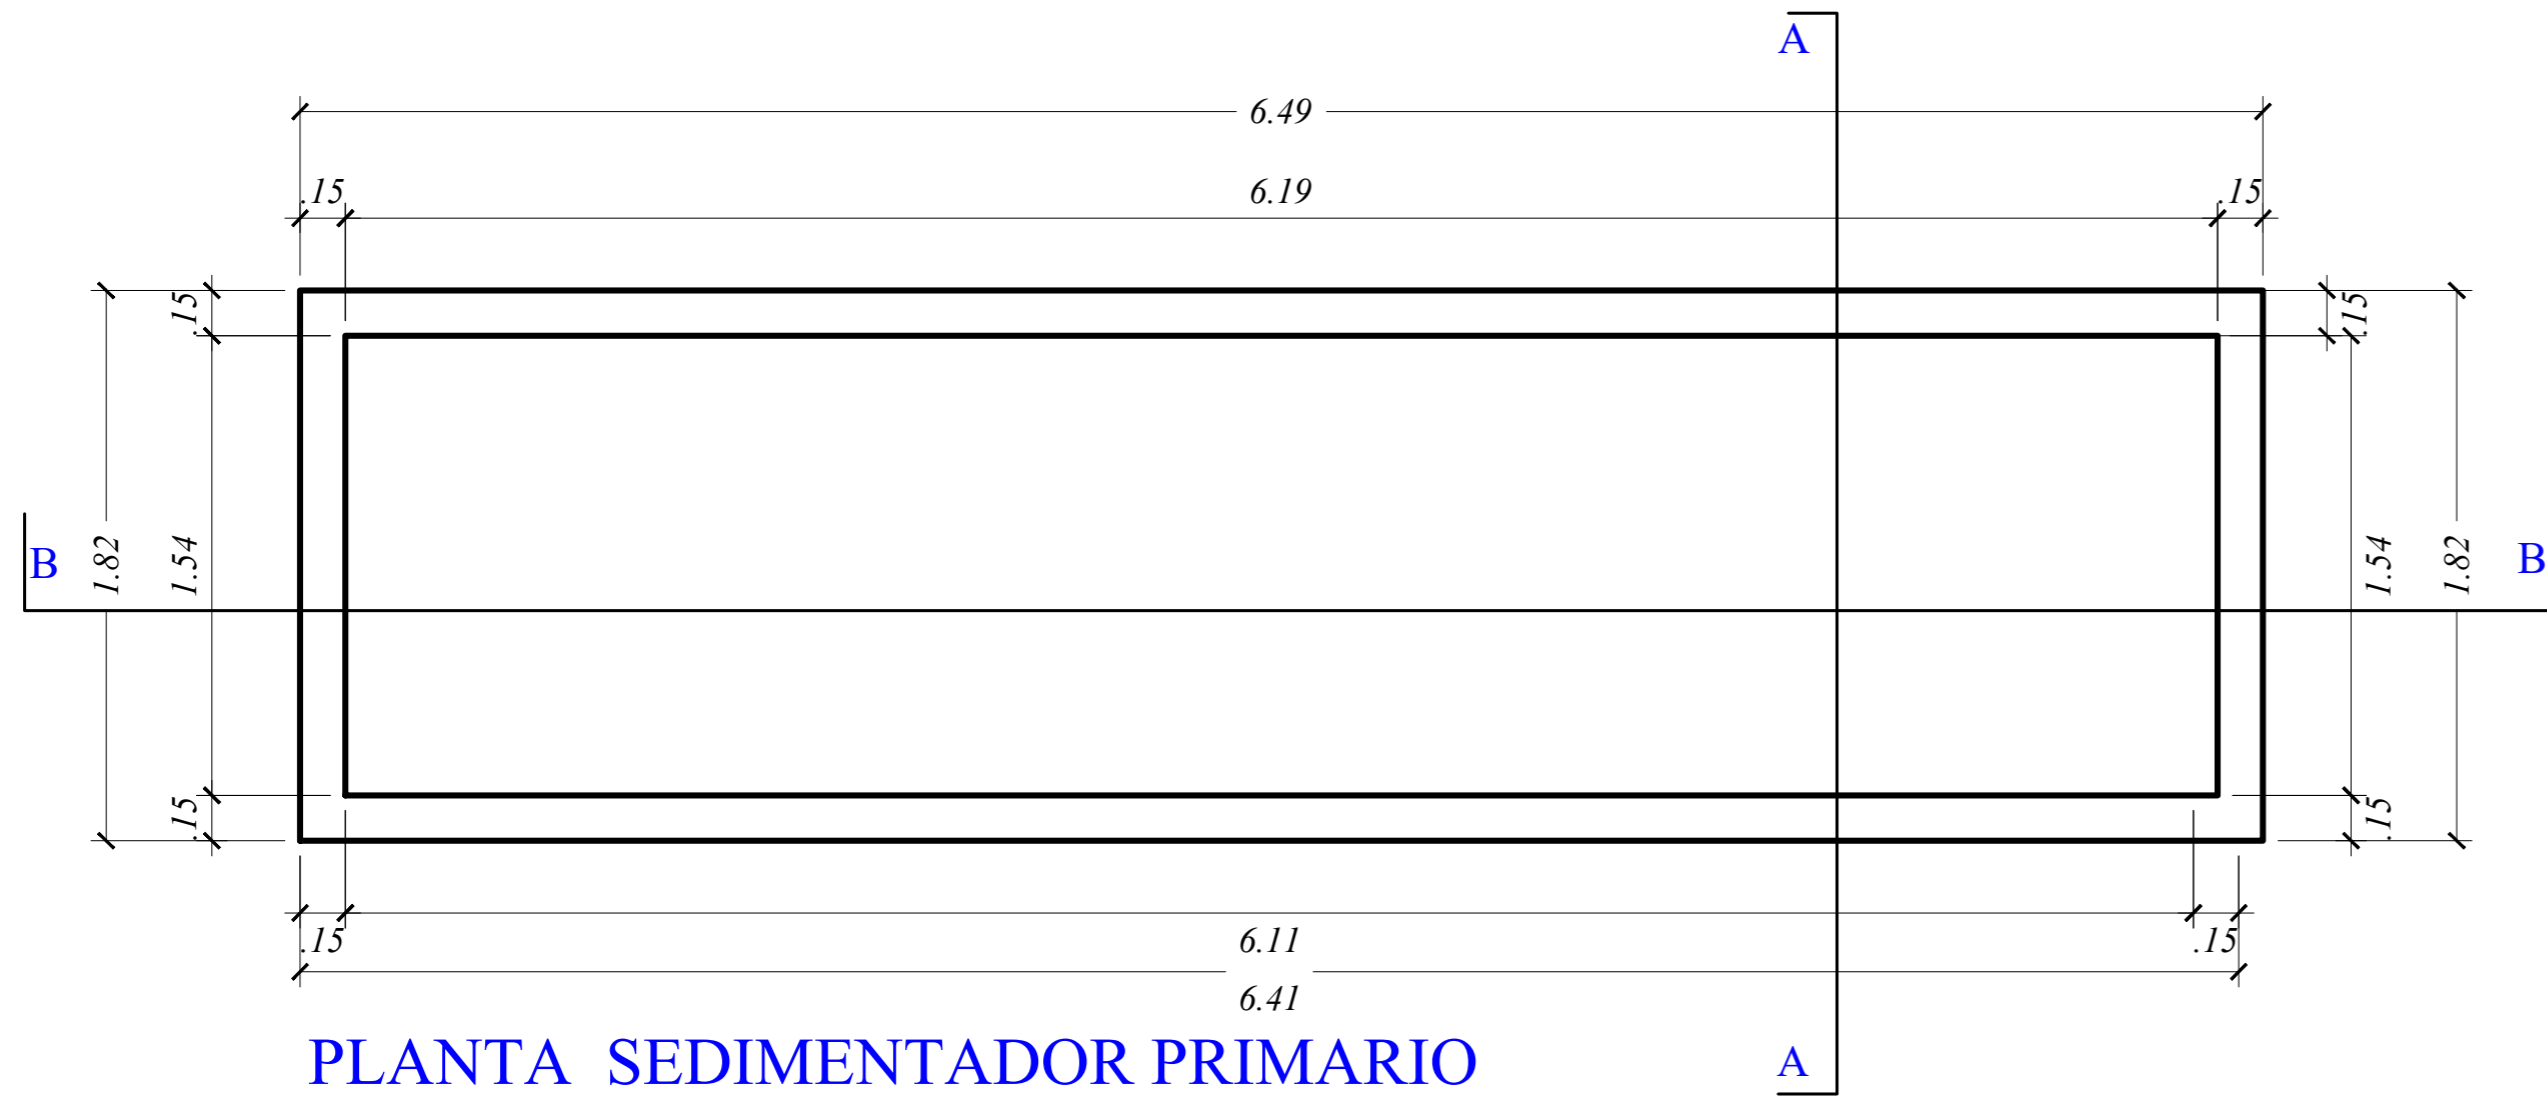 A
6.49
.15 6.19 .15
.15 .15
B 1.82 1.54 1.54 1.82 B
.15 .15
.15 6.11 .15
6.41
PLANTA SEDIMENTADOR PRIMARIO A